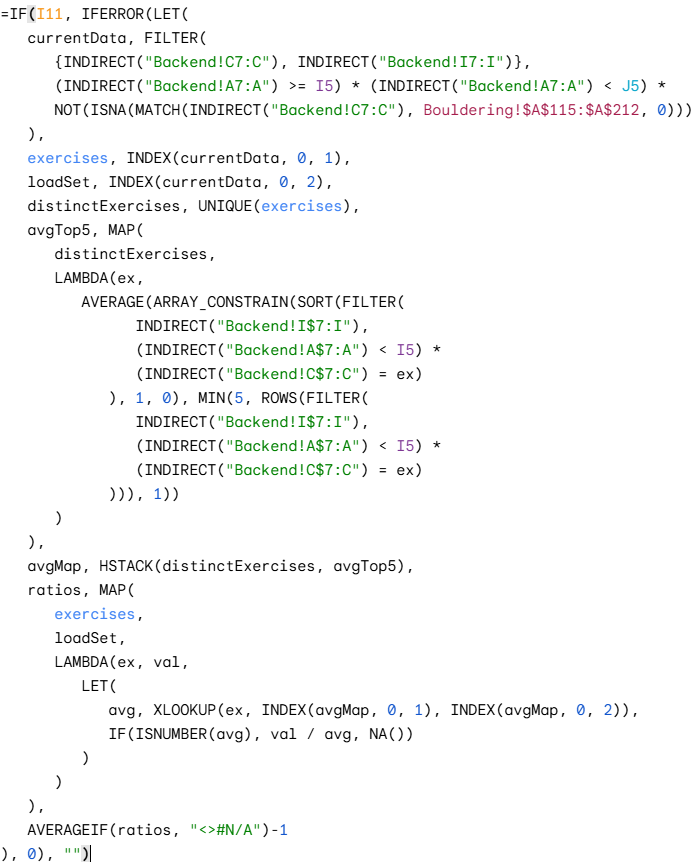 =IF(I11, IFERROR(LET(
currentData, FILTER(
{INDIRECT("Backend!C7:C"), INDIRECT("Backend!I7:I")},
(INDIRECT("Backend!A7:A") >= I5) * (INDIRECT("Backend!A7:A") < J5) *
NOT(ISNA(MATCH(INDIRECT("Backend!C7:C"), Bouldering!$A$115:$A$212, 0)))
),
exercises, INDEX(currentData, 0, 1),
loadSet, INDEX(currentData, 0, 2),
distinctExercises, UNIQUE(exercises),
avgTop5, MAP(
distinctExercises,
LAMBDA(ex,
AVERAGE(ARRAY_CONSTRAIN(SORT(FILTER(
INDIRECT("Backend!I$7:I"),
(INDIRECT("Backend!A$7:A") < I5) *
(INDIRECT("Backend!C$7:C") = ex)
), 1, 0), MIN(5, ROWS(FILTER(
INDIRECT("Backend!I$7:I"),
(INDIRECT("Backend!A$7:A") < I5) *
(INDIRECT("Backend!C$7:C") = ex)
))), 1))
)
),
avgMap, HSTACK(distinctExercises, avgTop5),
ratios, MAP(
exercises,
loadSet,
LAMBDA(ex, val,
LET(
avg, XLOOKUP(ex, INDEX(avgMap, 0, 1), INDEX(avgMap, 0, 2)),
IF(ISNUMBER(avg), val / avg, NA())
)
)
),
AVERAGEIF(ratios, "<>#N/A")-1
), 0), "")